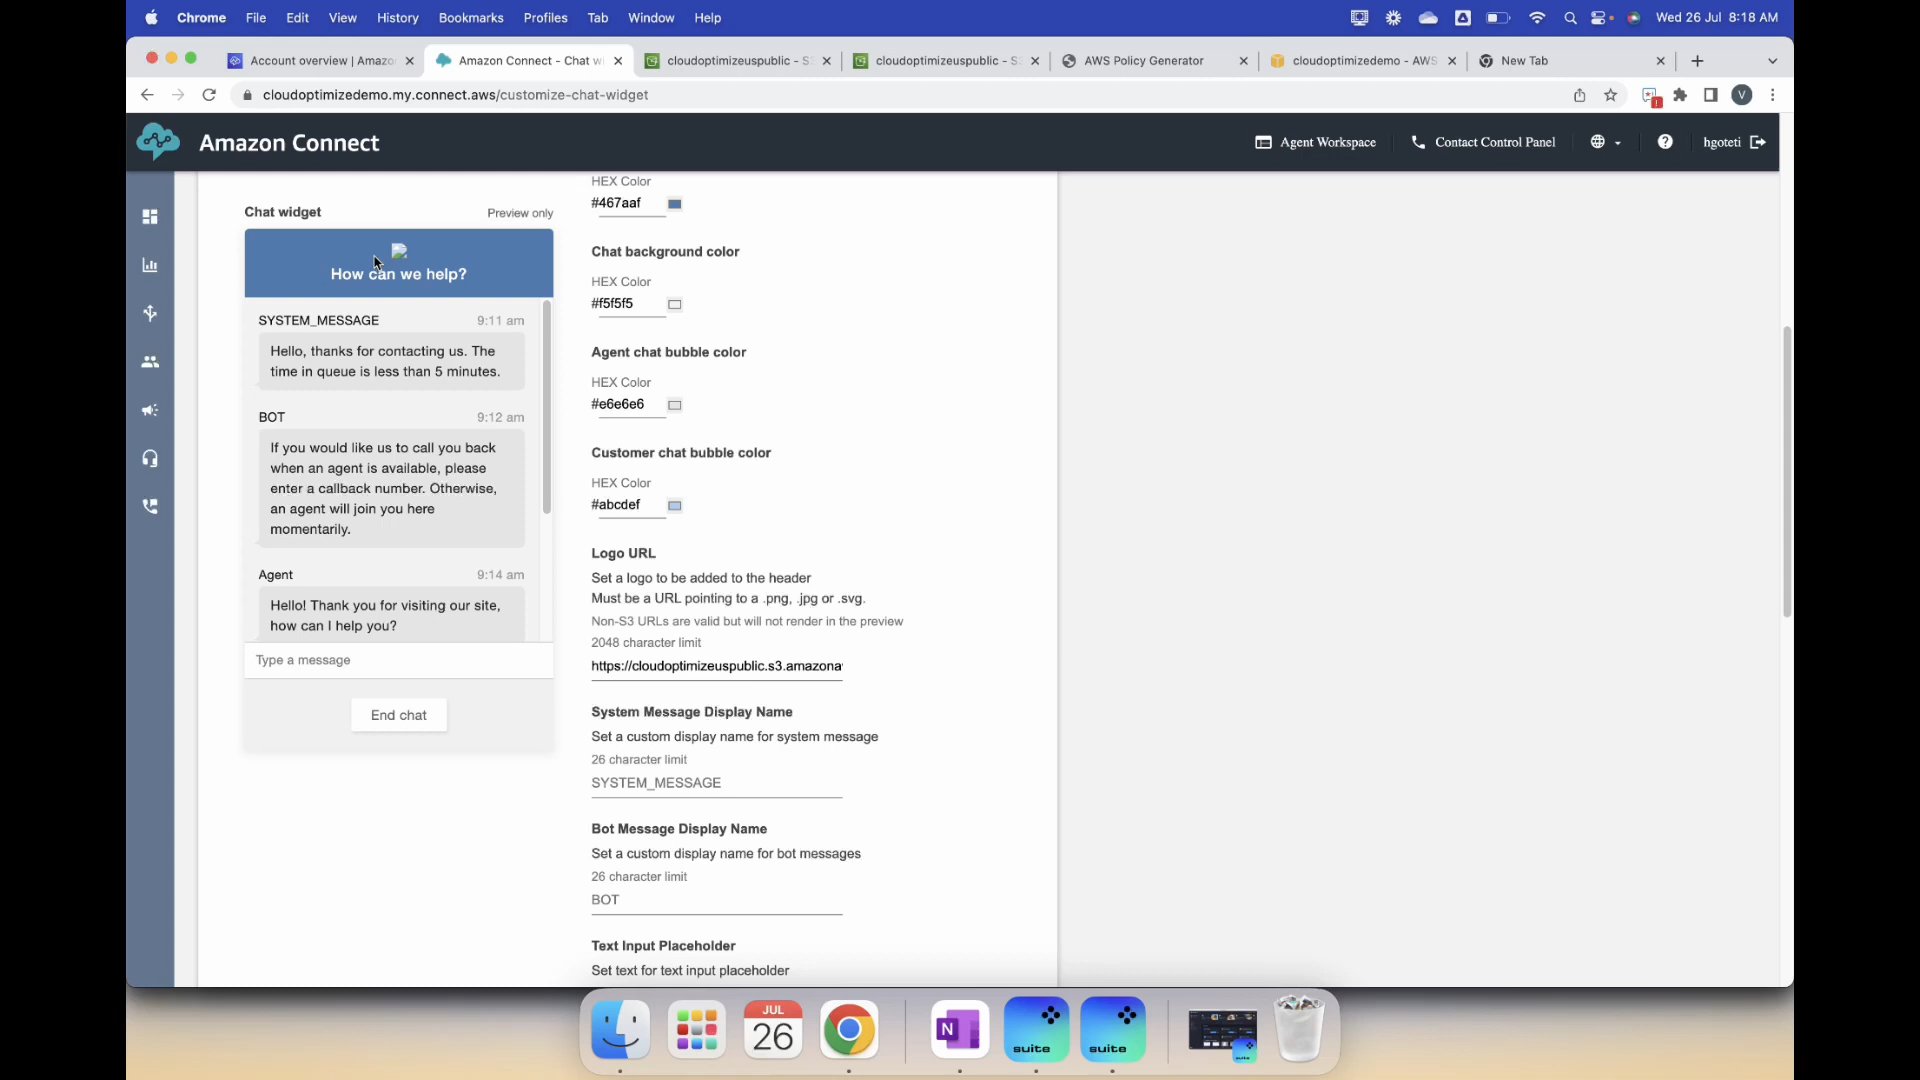 Chrome File Edit View History Bookmarks Profiles Tab Window Help Wed 26 Jul 8:18 AM
Account overview | Amazo Amazon Connect - Chat w cloudoptimizeuspublic - S cloudoptimizeuspublic - S AWS Policy Generator cloudoptimizedemo - AWS New Tab
cloudoptimizedemo.my.connect.aws/customize-chat-widget V
Amazon Connect Agent Workspace Contact Control Panel hgoteti
Chat widget Preview only
How can we help?
SYSTEM_MESSAGE 9:11 am
Hello, thanks for contacting us. The
time in queue is less than 5 minutes.
BOT 9:12 am
If you would like us to call you back
when an agent is available, please
enter a callback number. Otherwise,
an agent will join you here
momentarily.
Agent 9:14 am
Hello! Thank you for visiting our site,
how can I help you?
Type a message
End chat
HEX Color
#467aaf
Chat background color
HEX Color
#f5f5f5
Agent chat bubble color
HEX Color
#e6e6e6
Customer chat bubble color
HEX Color
#abcdef
Logo URL
Set a logo to be added to the header
Must be a URL pointing to a .png, .jpg or .svg.
Non-S3 URLs are valid but will not render in the preview
2048 character limit
https://cloudoptimizeuspublic.s3.amazona
System Message Display Name
Set a custom display name for system message
26 character limit
SYSTEM_MESSAGE
Bot Message Display Name
Set a custom display name for bot messages
26 character limit
BOT
Text Input Placeholder
Set text for text input placeholder
JUL
26
N
suite
suite